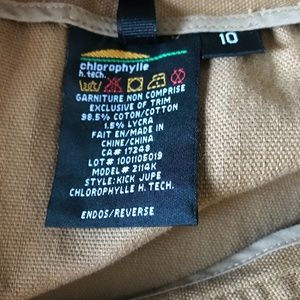 10
chlorophylle
h. tech.
GARNITURE NON COMPRISE
EXCLUSIVE OF TRIM
98.5% COTON/COTTON
1.5% LYCRA
FAIT EN/MADE IN
CHINE/CHINA
CA# 17248
LOT# 1001105019
MODEL# 2114K
STYLE: KICK JUPE
CHLOROPHYLLE H. TECH.
ENDOS/REVERSE